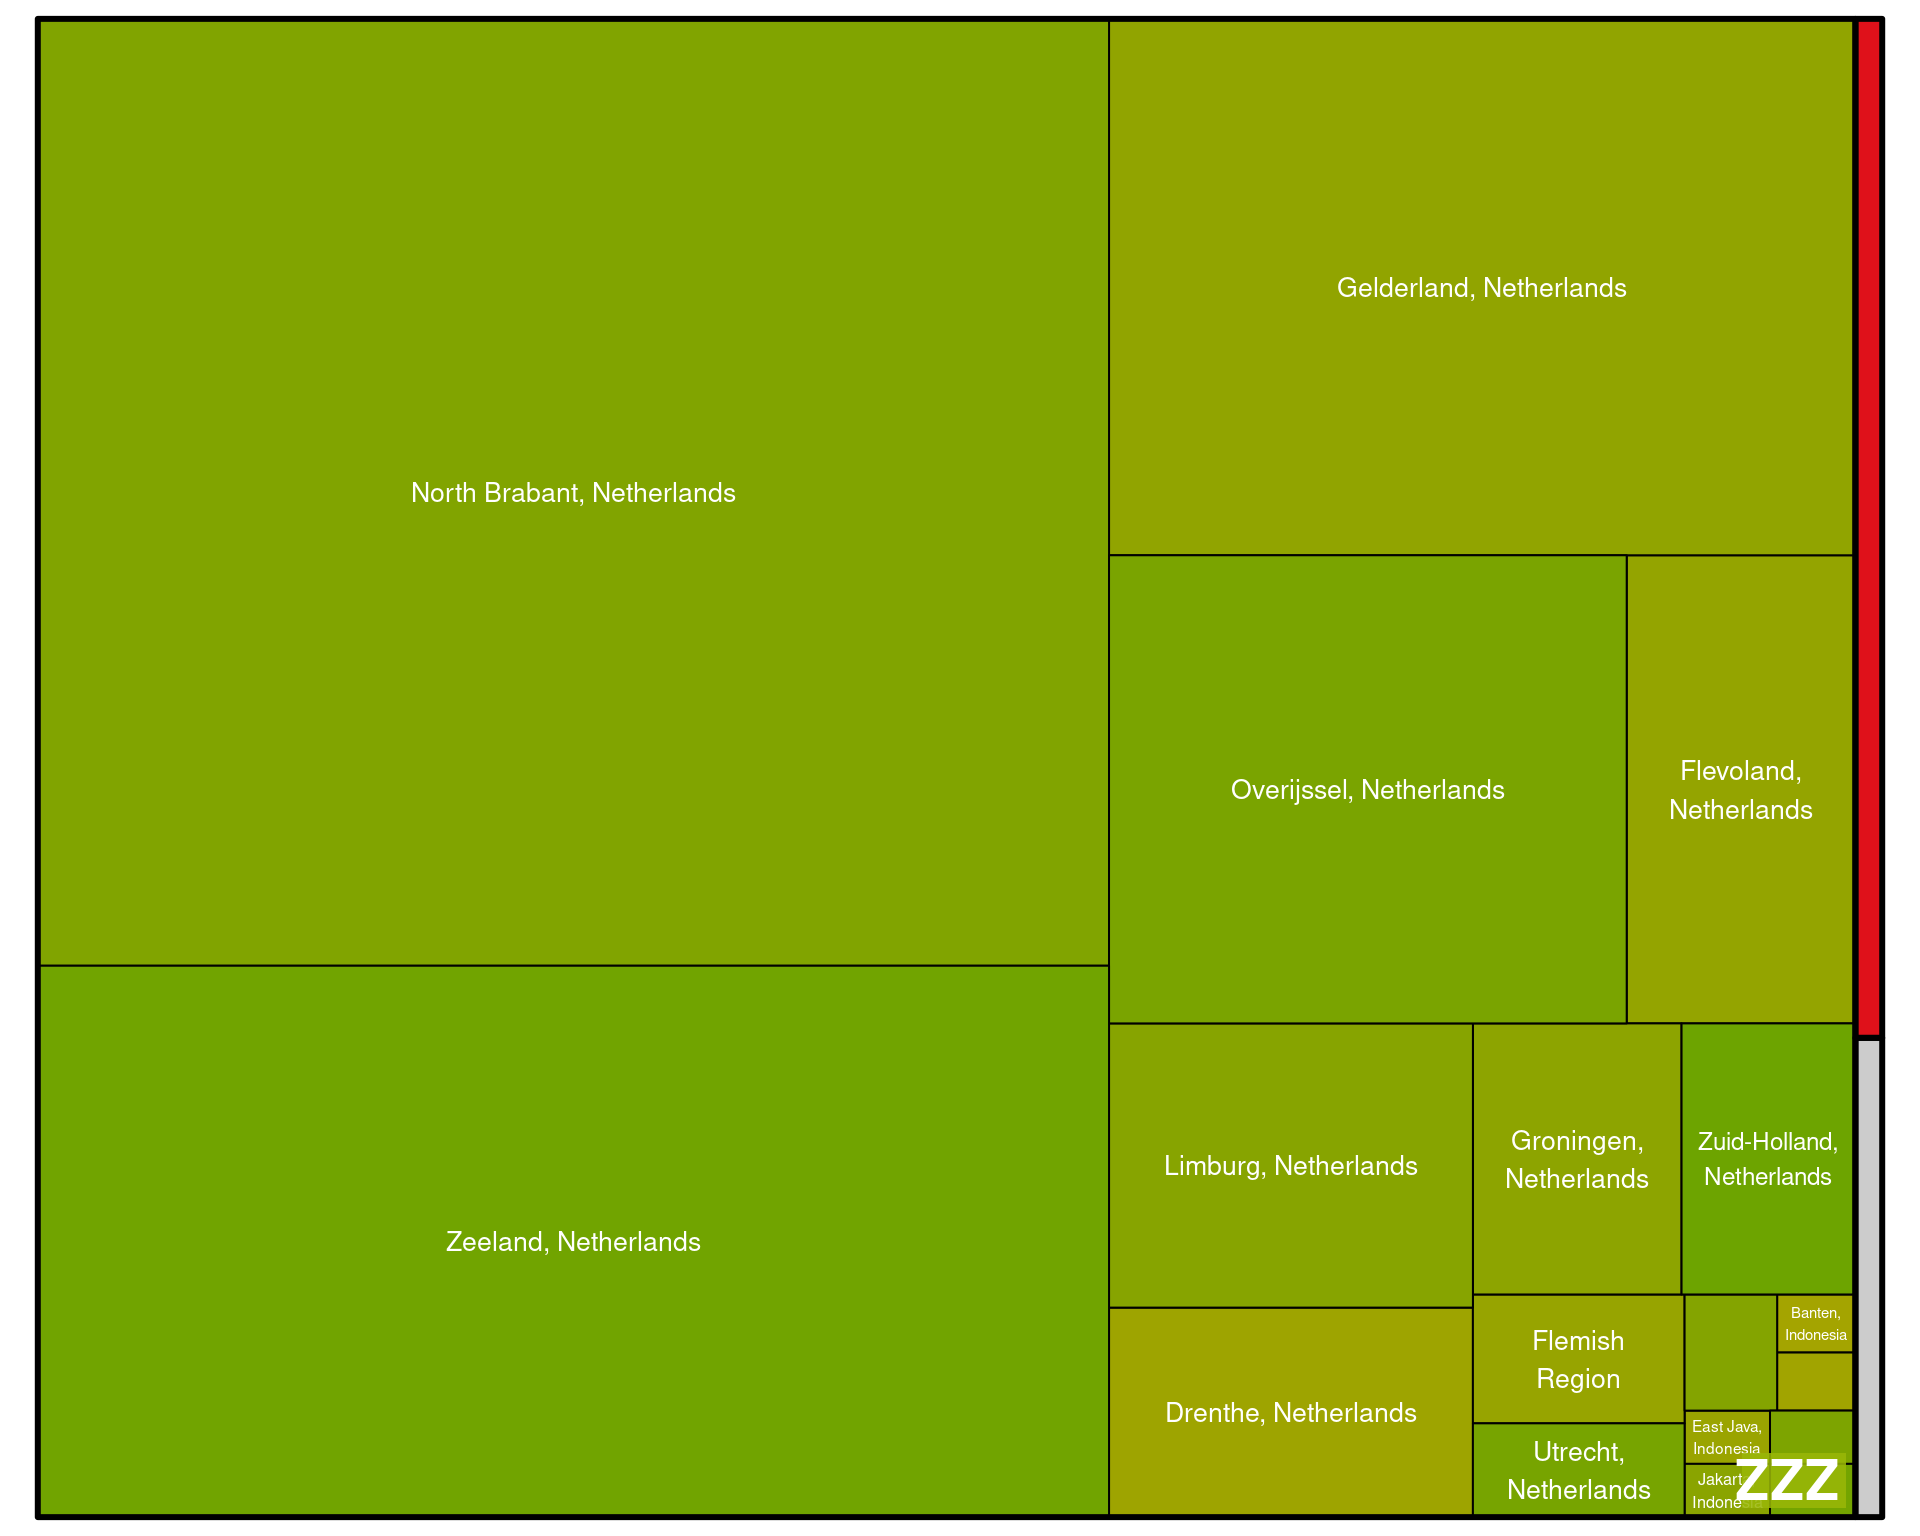 North Brabant, Netherlands
Zeeland, Netherlands
Gelderland, Netherlands
Overijssel, Netherlands
Flevoland,
Netherlands
Limburg, Netherlands
Drenthe, Netherlands
Groningen,
Netherlands
Zuid-Holland,
Netherlands
Flemish
Region
Utrecht,
Netherlands
Banten,
Indonesia
East Java,
Indonesia
ZZZ